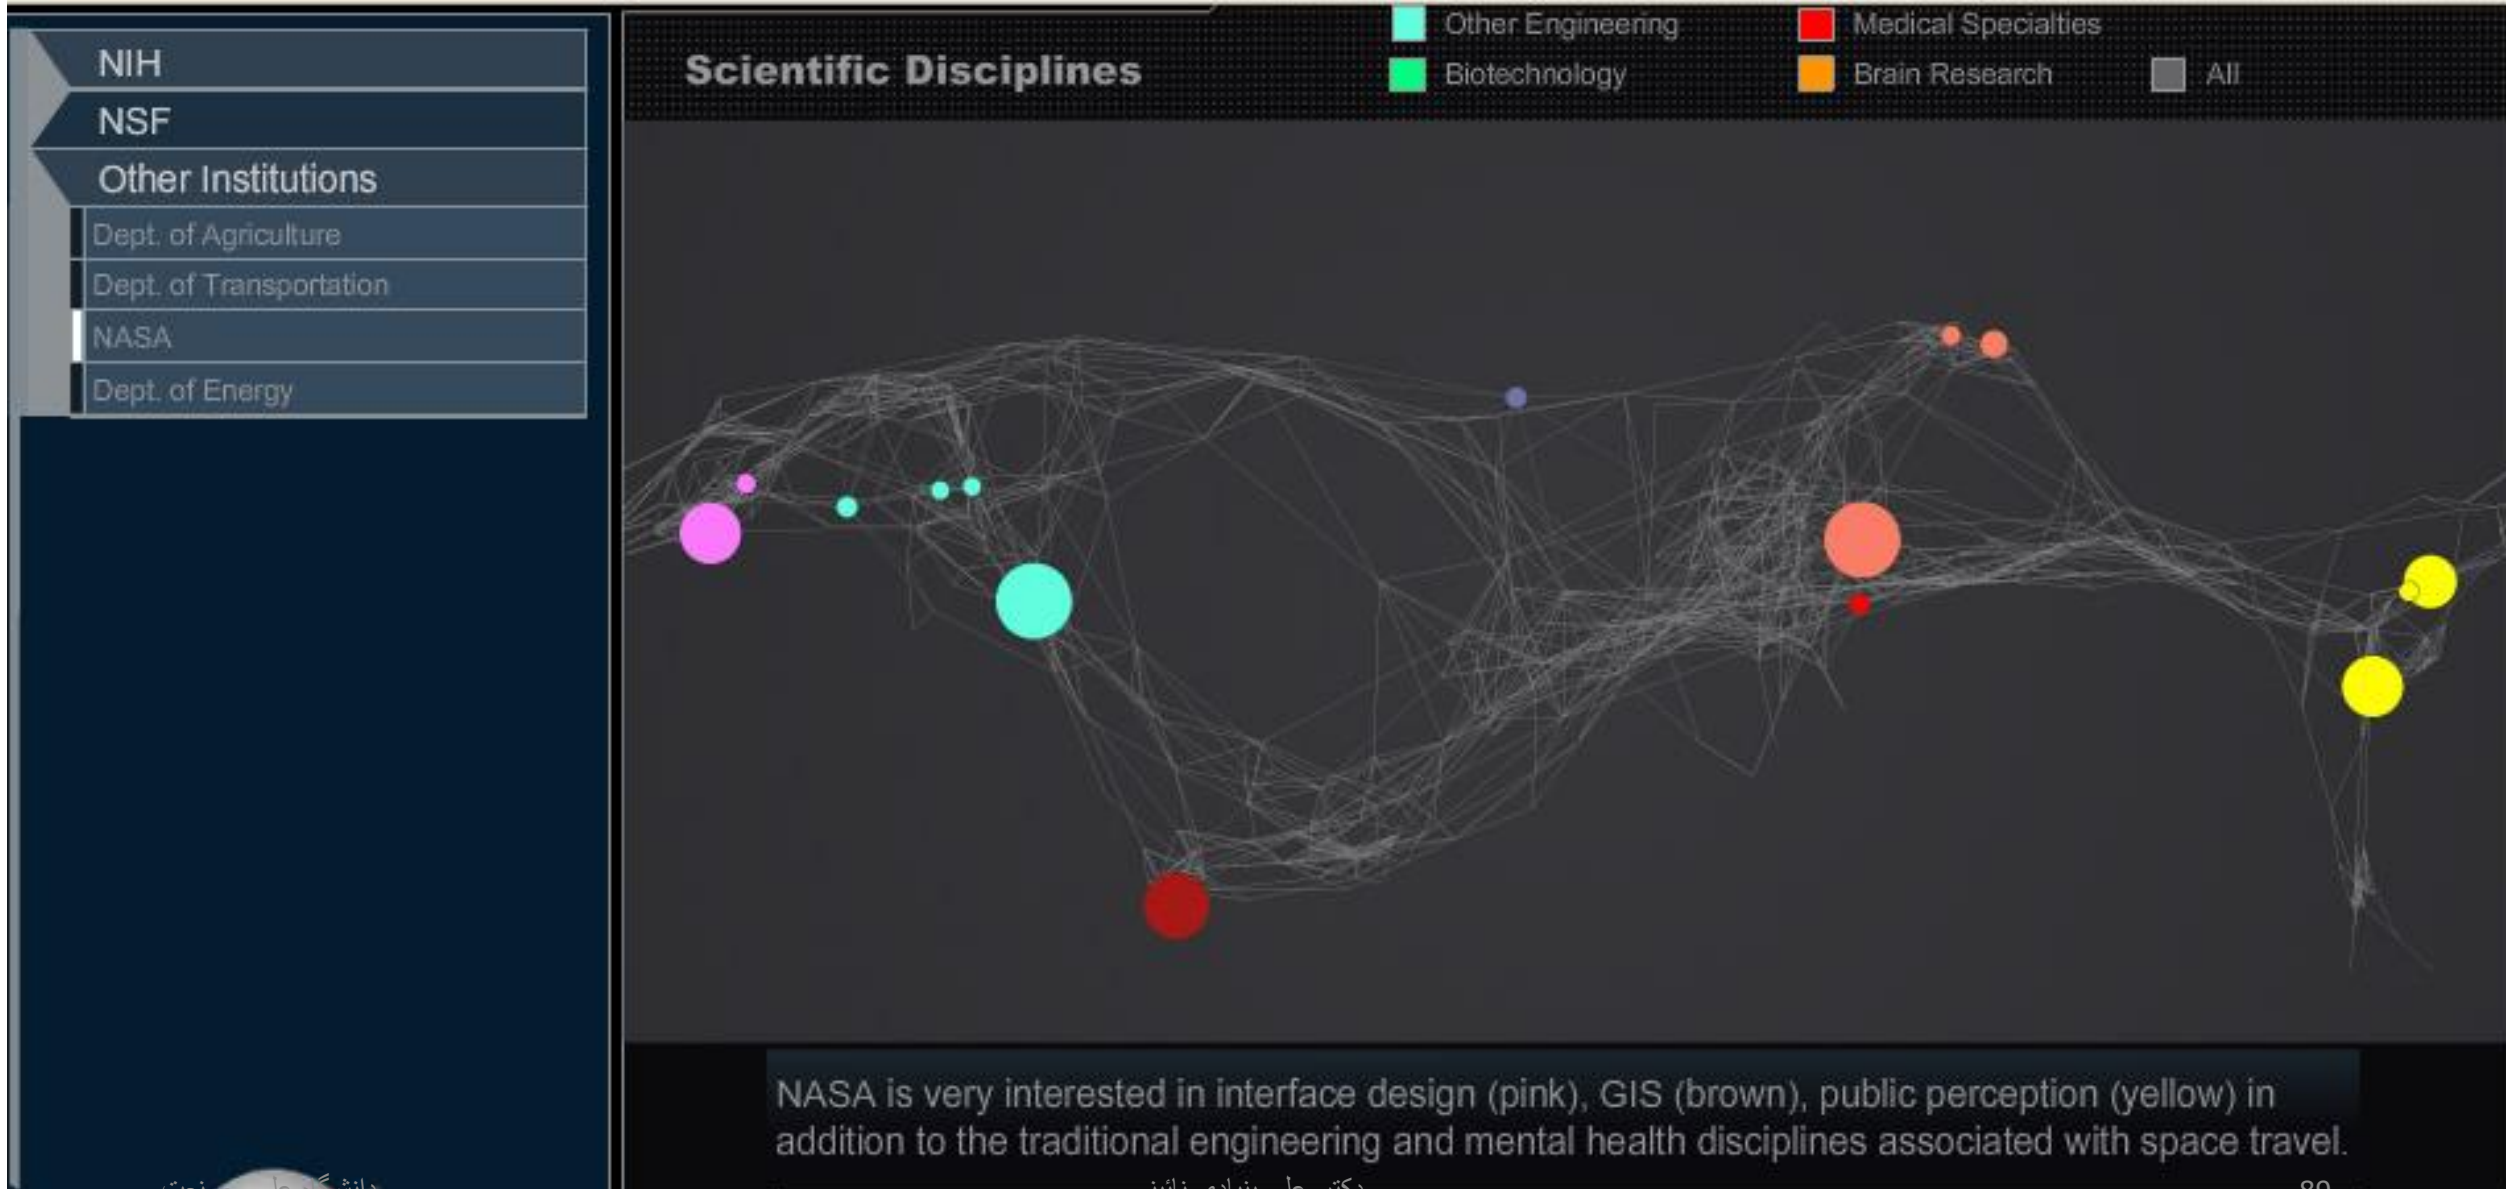 NIH
NSF
Other Institutions
Dept. of Agriculture
Dept. of Transportation
NASA
Dept. of Energy
Scientific Disciplines
Other Engineering
Medical Specialties
Biotechnology
Brain Research
All
NASA is very interested in interface design (pink), GIS (brown), public perception (yellow) in
addition to the traditional engineering and mental health disciplines associated with space travel.